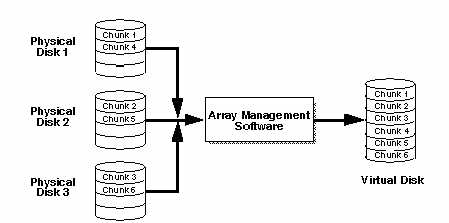 Physical
Disk 1
Chunk 1
Chunk 4
Physical
Disk 2
Chunk 2
Chunk 5
Physical
Disk 3
Chunk 3
Chunk 6
Array Management
Software
Chunk 1
Chunk 2
Chunk 3
Chunk 4
Chunk 5
Chunk 6
Virtual Disk